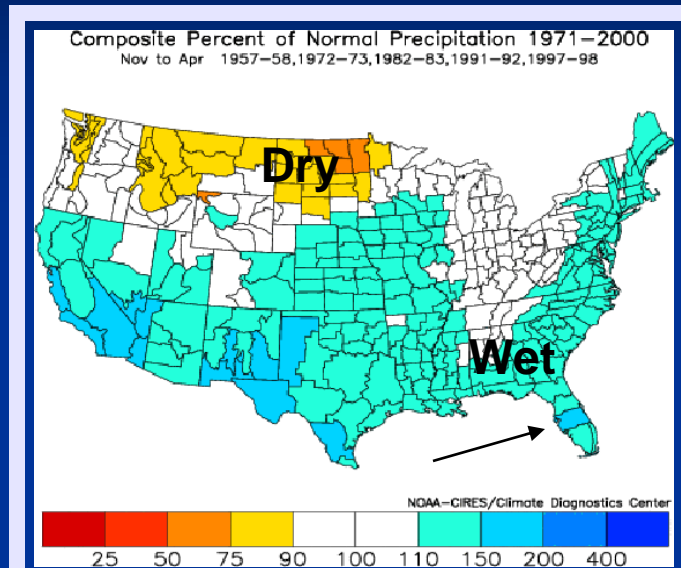 Composite Percent of Normal Precipitation 1971-2000
Nov to Apr 1957-58,1972-73,1982-83,1991-92,1997-98
Dry
Wet
NOAA-CIRES/Climate Diagnostics Center
25 50 75 90 100 110 150 200 400